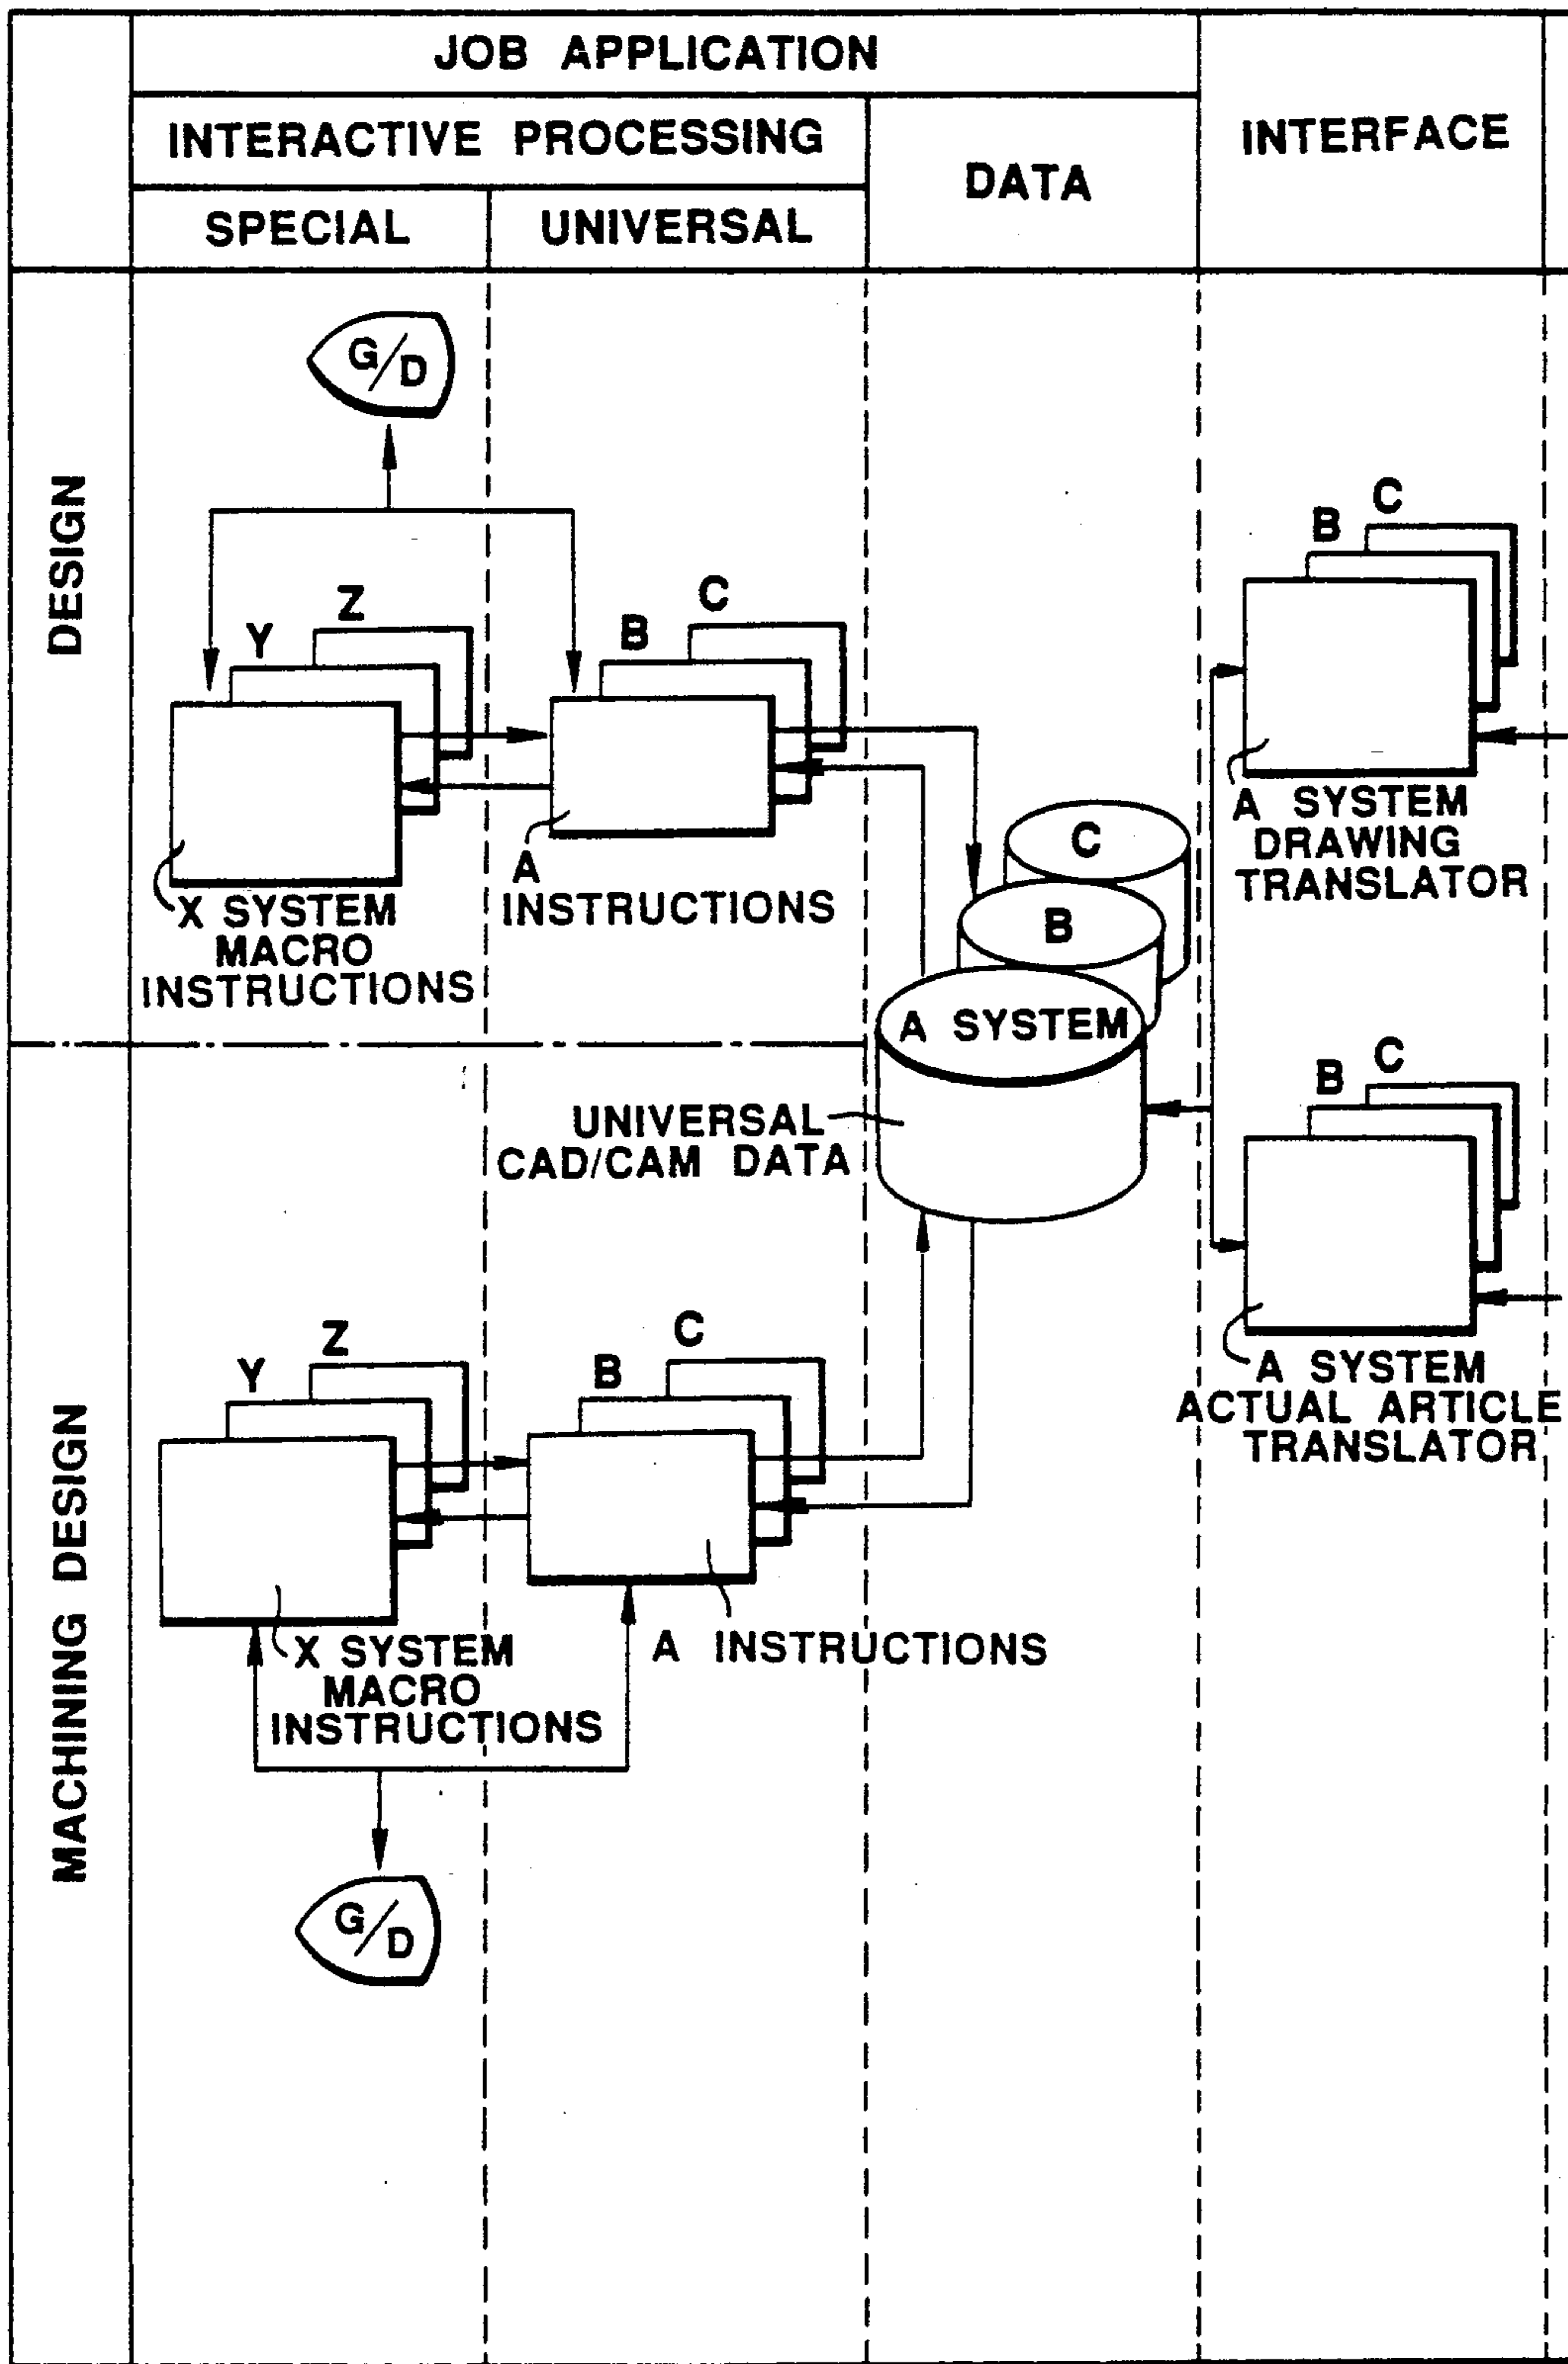 JOB APPLICATION
INTERACTIVE PROCESSING
DATA
INTERFACE
SPECIAL
UNIVERSAL
DESIGN
G/D
Z
Y
C
B
X SYSTEM
MACRO
INSTRUCTIONS
A
INSTRUCTIONS
C
B
A SYSTEM
UNIVERSAL
CAD/CAM DATA
C
B
A SYSTEM
DRAWING
TRANSLATOR
C
B
A SYSTEM
ACTUAL ARTICLE
TRANSLATOR
MACHINING DESIGN
Z
Y
C
B
X SYSTEM
MACRO
INSTRUCTIONS
A INSTRUCTIONS
G/D